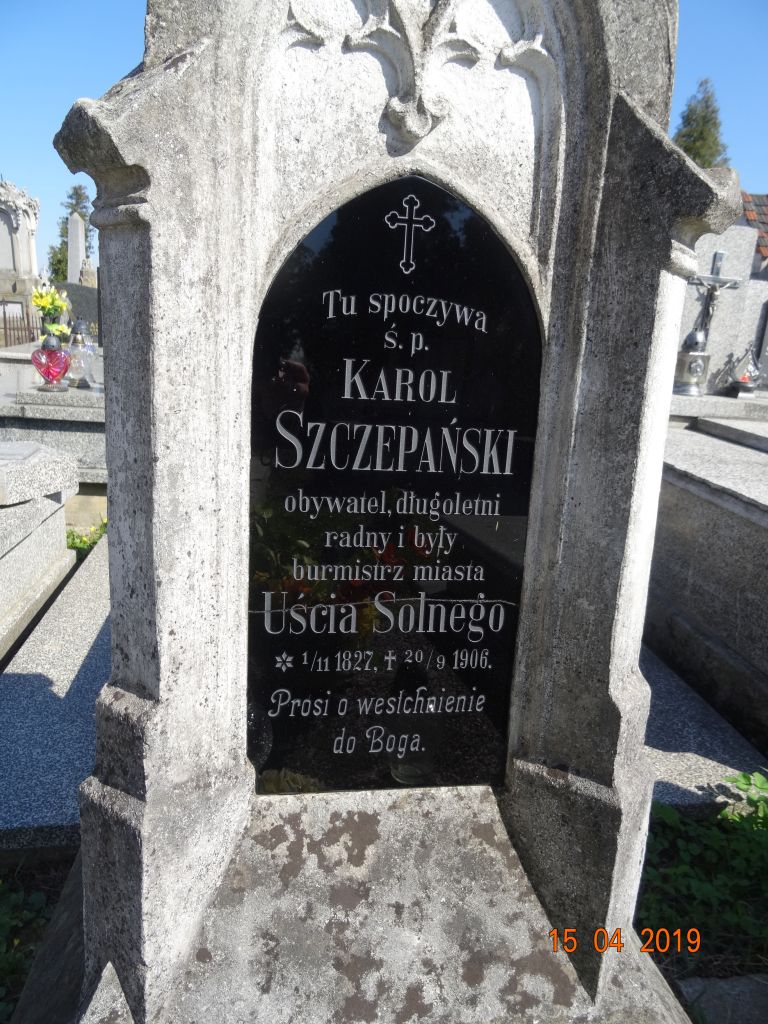 Tu spoczywa
ś. p.
KAROL
SZCZEPAŃSKI
obywatel, długoletni
radny i były
burmistrz miasta
Uścia Solnego
* 1/11 1827, ✝ 20/9 1906.
Prosi o westchnienie
do Boga.
15 04 2019